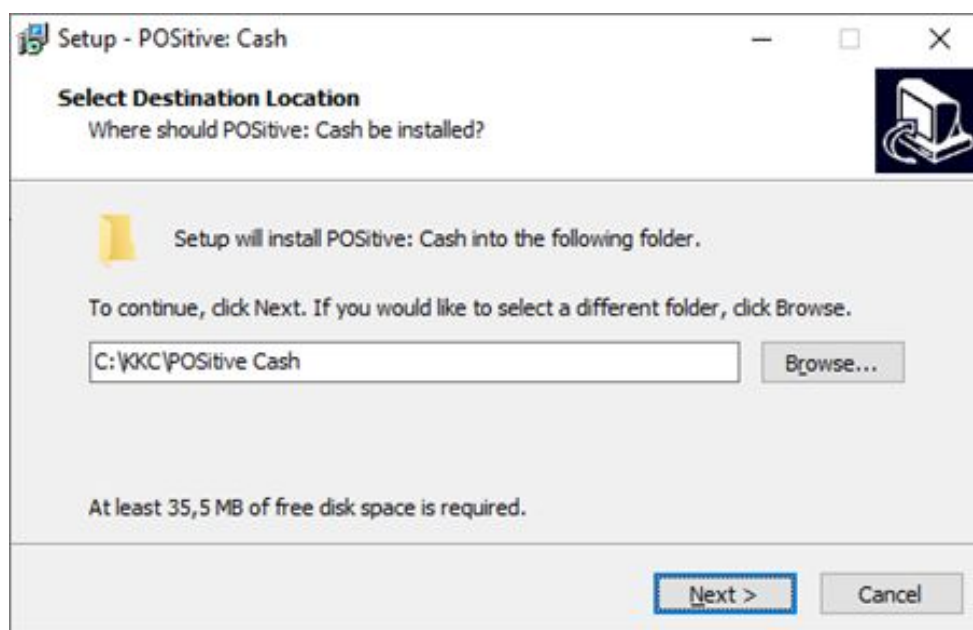 Setup - POSitive: Cash
Select Destination Location
Where should POSitive: Cash be installed?
Setup will install POSitive: Cash into the following folder.
To continue, click Next. If you would like to select a different folder, click Browse.
C:\KKC\POSitive Cash
Browse...
At least 35,5 MB of free disk space is required.
Next >
Cancel